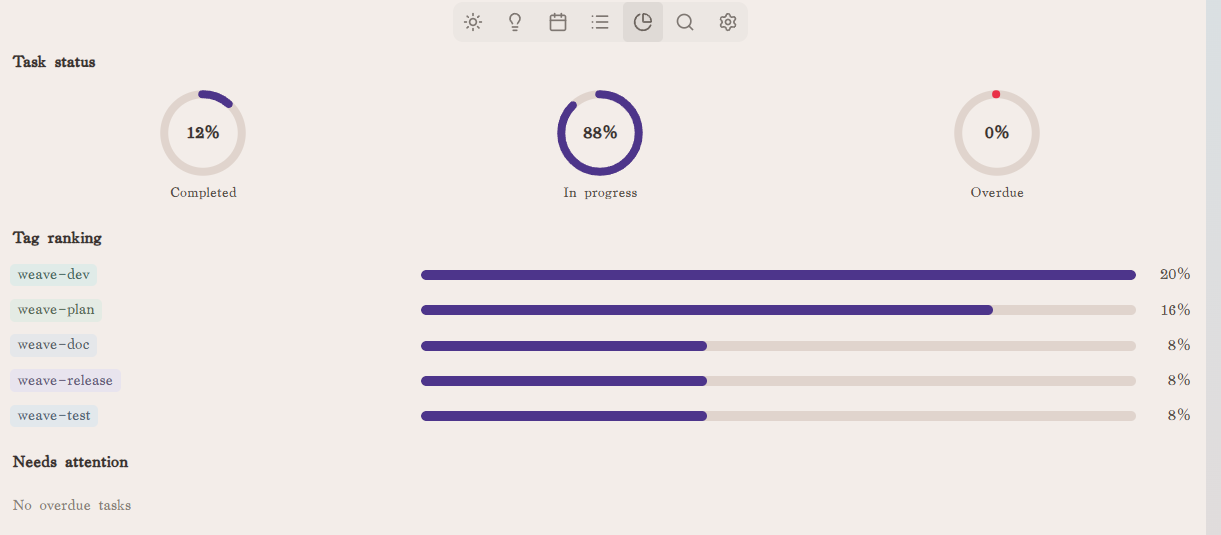 Task status
12%
88%
0%
Completed
In progress
Overdue
Tag ranking
weave-dev
20%
weave-plan
16%
weave-doc
8%
weave-release
8%
weave-test
8%
Needs attention
No overdue tasks